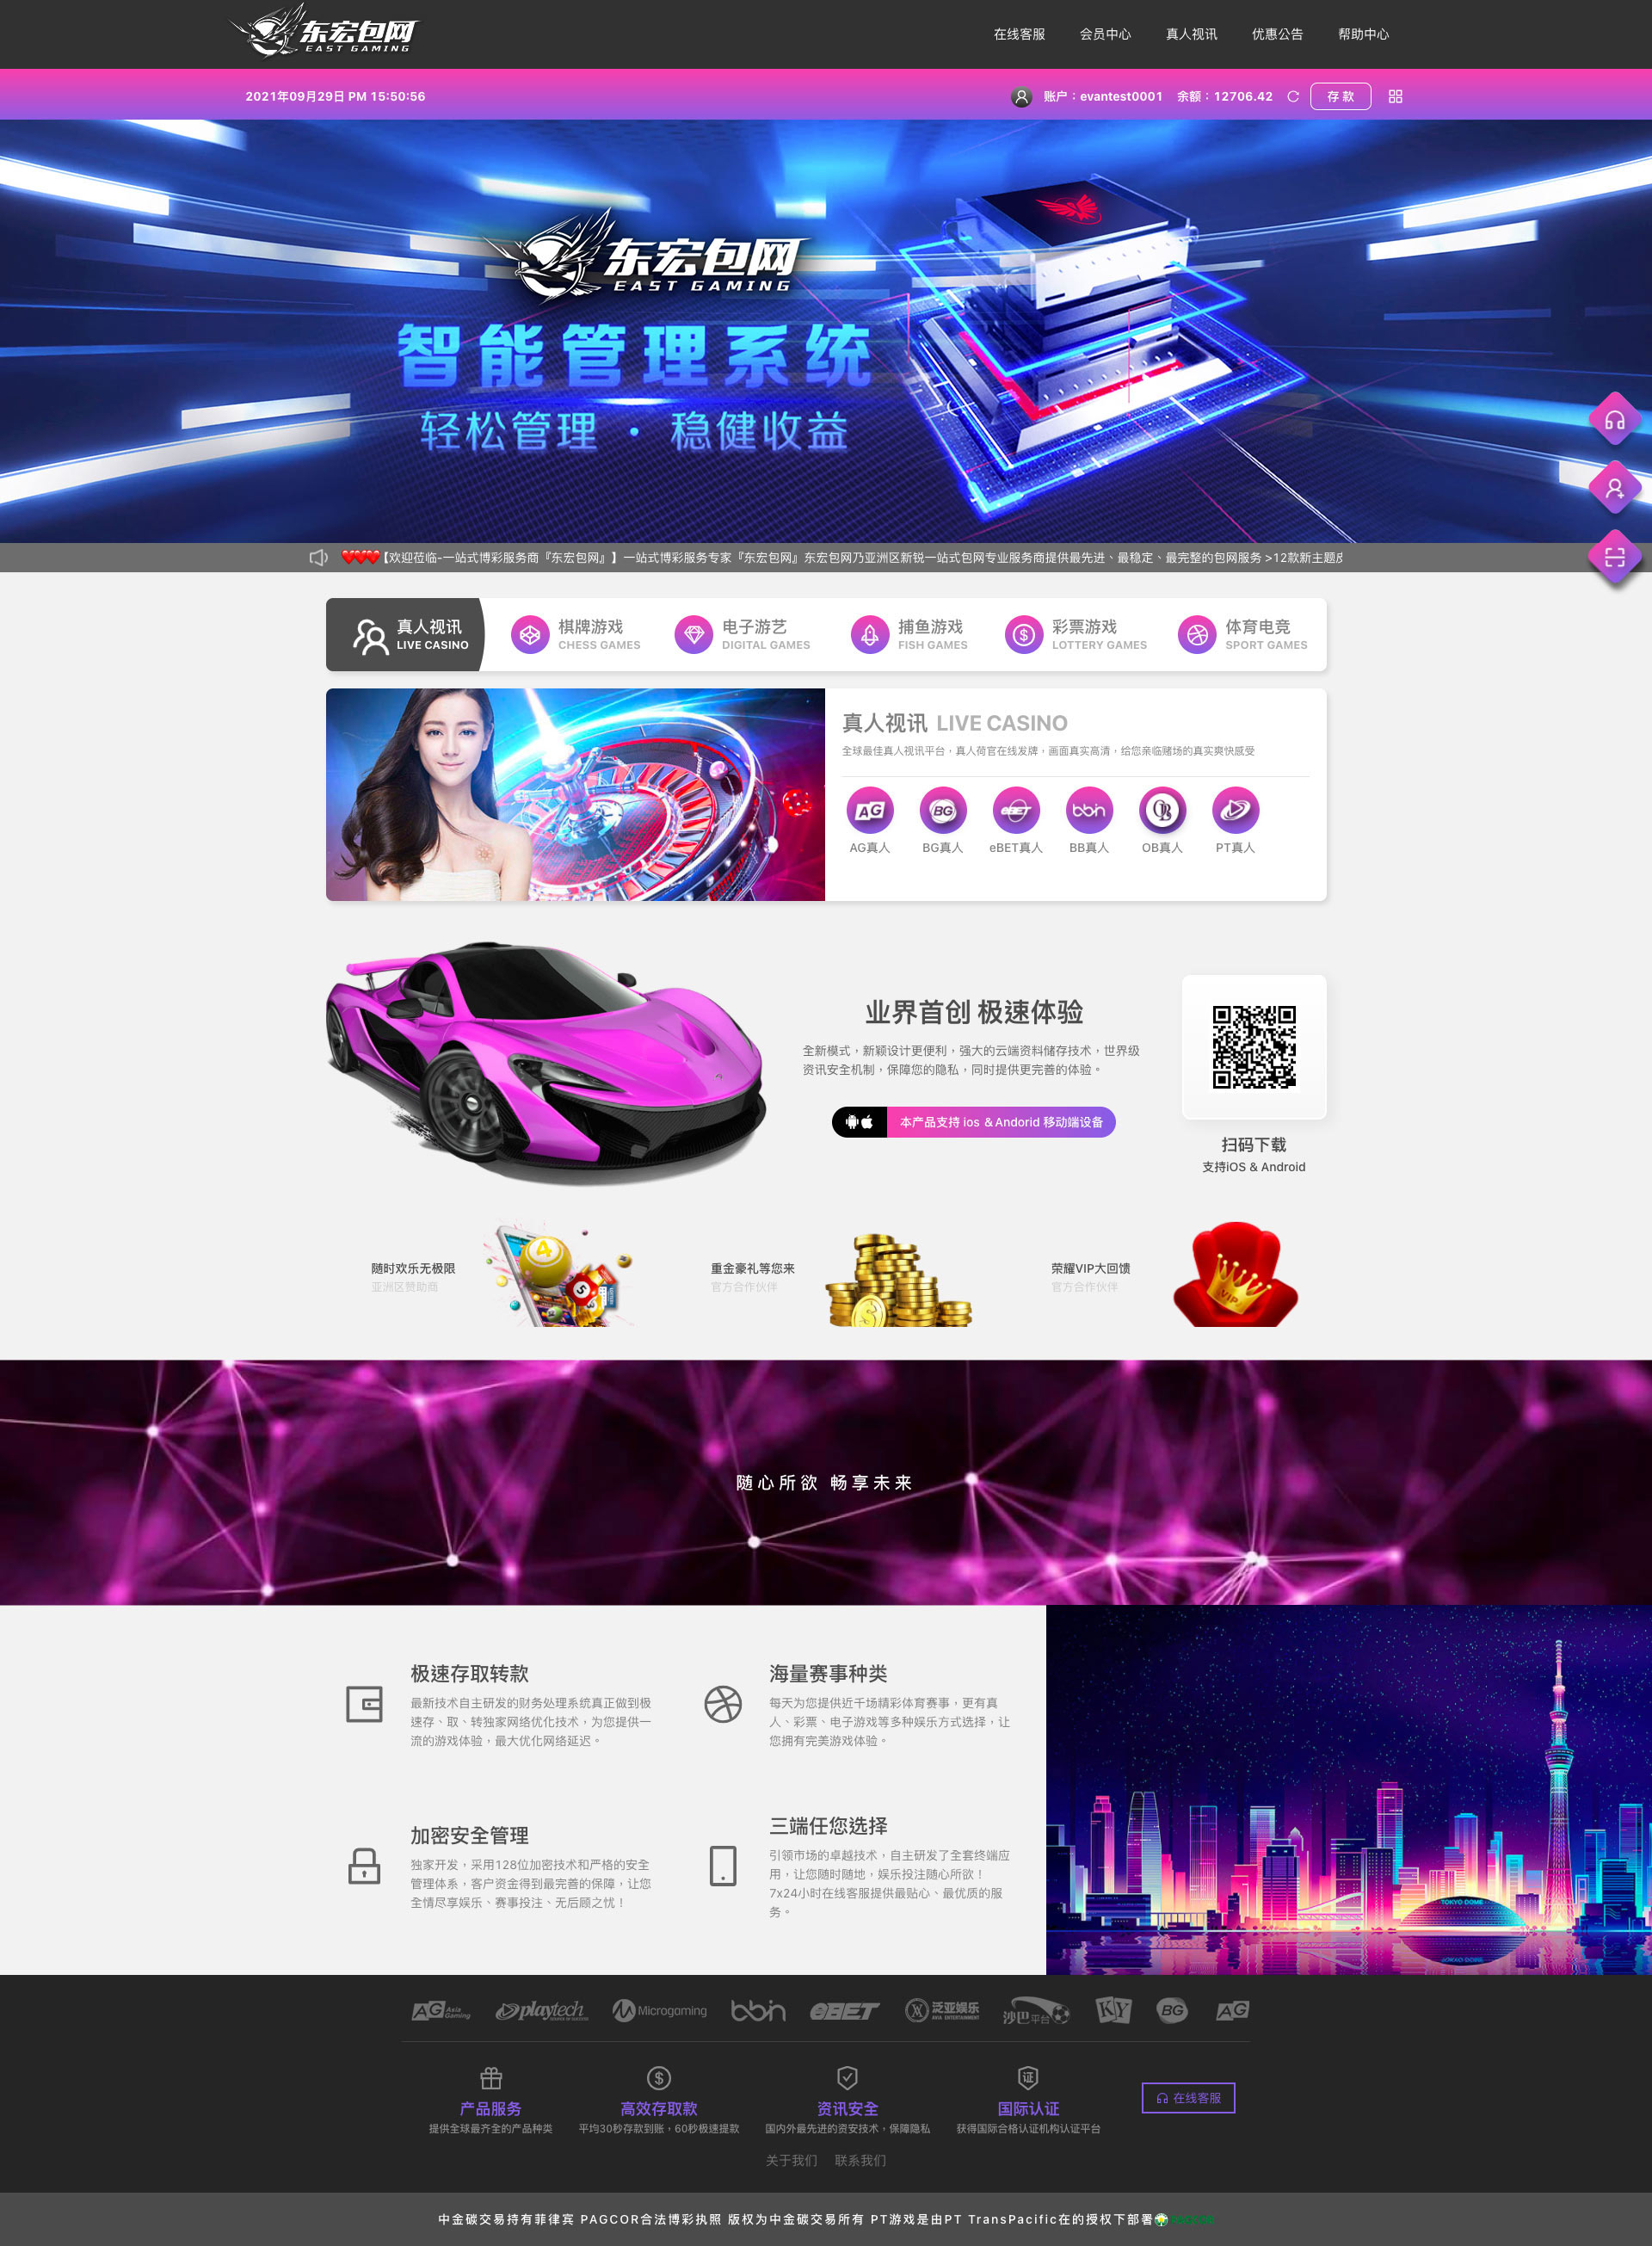 东宏包网
EAST GAMING
在线客服 会员中心 真人视讯 优惠公告 帮助中心
2021年09月29日 PM 15:50:56
账户：evantest0001 余额：12706.42 存 款
东宏包网
EAST GAMING
智能管理系统
轻松管理 · 稳健收益
【欢迎莅临-一站式博彩服务商『东宏包网』】一站式博彩服务专家『东宏包网』东宏包网乃亚洲区新锐一站式包网专业服务商提供最先进、最稳定、最完整的包网服务 >12款新主题
真人视讯
LIVE CASINO
棋牌游戏
CHESS GAMES
电子游艺
DIGITAL GAMES
捕鱼游戏
FISH GAMES
彩票游戏
LOTTERY GAMES
体育电竞
SPORT GAMES
真人视讯 LIVE CASINO
全球最佳真人视讯平台，真人荷官在线发牌，画面真实高清，给您亲临赌场的真实爽快感受
AG BG eBET bbin OB
AG真人 BG真人 eBET真人 BB真人 OB真人 PT真人
业界首创 极速体验
全新模式，新颖设计更便利，强大的云端资料储存技术，世界级
资讯安全机制，保障您的隐私，同时提供更完善的体验。
本产品支持 ios ＆Andorid 移动端设备
扫码下载
支持iOS & Android
随时欢乐无极限
亚洲区赞助商
4
5
重金豪礼等您来
官方合作伙伴
荣耀VIP大回馈
官方合作伙伴
VIP
随心所欲 畅享未来
极速存取转款
最新技术自主研发的财务处理系统真正做到极
速存、取、转独家网络优化技术，为您提供一
流的游戏体验，最大优化网络延迟。
海量赛事种类
每天为您提供近千场精彩体育赛事，更有真
人、彩票、电子游戏等多种娱乐方式选择，让
您拥有完美游戏体验。
加密安全管理
独家开发，采用128位加密技术和严格的安全
管理体系，客户资金得到最完善的保障，让您
全情尽享娱乐、赛事投注、无后顾之忧！
三端任您选择
引领市场的卓越技术，自主研发了全套终端应
用，让您随时随地，娱乐投注随心所欲！
7x24小时在线客服提供最贴心、最优质的服
务。
TOKYO DOME
AG Asia Gaming playtech Microgaming bbin eBET 泛亚娱乐 ASIA ENTERTAINMENT 沙巴平台 KY BG AG
证
产品服务
提供全球最齐全的产品种类
高效存取款
平均30秒存款到账，60秒极速提款
资讯安全
国内外最先进的资安技术，保障隐私
国际认证
获得国际合格认证机构认证平台
在线客服
关于我们 联系我们
中金碳交易持有菲律宾 PAGCOR合法博彩执照 版权为中金碳交易所有 PT游戏是由PT TransPacific在的授权下部署